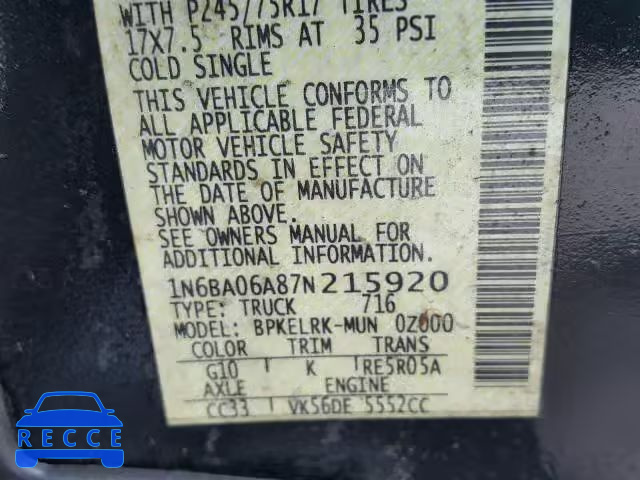 WITH P245/75R17 TIRES
17X7.5 RIMS AT 35 PSI
COLD SINGLE
THIS VEHICLE CONFORMS TO
ALL APPLICABLE FEDERAL
MOTOR VEHICLE SAFETY
STANDARDS IN EFFECT ON
THE DATE OF MANUFACTURE
SHOWN ABOVE.
SEE OWNERS MANUAL FOR
ADDITIONAL INFORMATION.
1N6BA06A87N215920
TYPE: TRUCK 716
MODEL: BPKELRK-MUN 0Z000
COLOR TRIM TRANS
G10 K RE5R05A
AXLE ENGINE
CC33 VK56DE 5552CC
RECCE